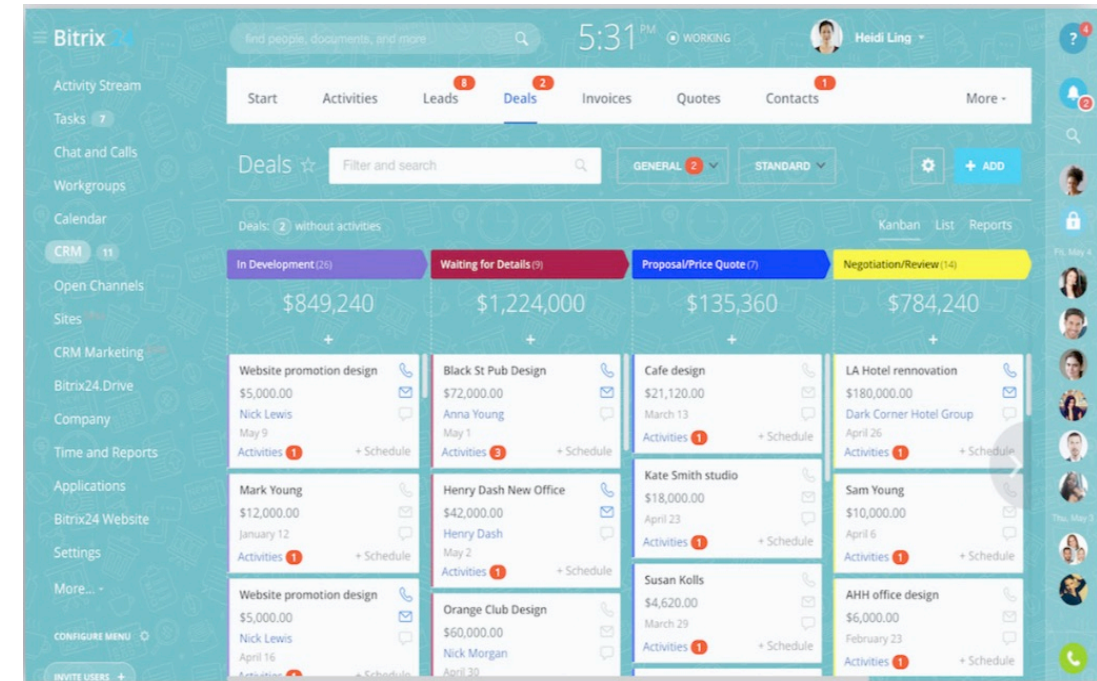 Bitrix 24
find people, documents, and more
5:31 PM
WORKING
Heidi Ling
?
9
2
Activity Stream
Tasks 7
Chat and Calls
Workgroups
Calendar
CRM 11
Open Channels
Sites
CRM Marketing
Bitrix24.Drive
Company
Time and Reports
Applications
Bitrix24 Website
Settings
More...
CONFIGURE MENU
INVITE USERS +
Start
Activities
Leads 8
Deals 2
Invoices
Quotes
Contacts 1
More
Deals
Filter and search
GENERAL 2
STANDARD
+ ADD
Deals: 2 without activities
Kanban
List
Reports
In Development (26)
$849,240
+
Website promotion design
$5,000.00
Nick Lewis
May 9
Activities 1 + Schedule
Mark Young
$12,000.00
January 12
Activities 1 + Schedule
Website promotion design
$5,000.00
Nick Lewis
April 16
Activities + Schedule
Waiting for Details (9)
$1,224,000
+
Black St Pub Design
$72,000.00
Anna Young
May 1
Activities 3 + Schedule
Henry Dash New Office
$42,000.00
Henry Dash
May 2
Activities 1 + Schedule
Orange Club Design
$60,000.00
Nick Morgan
April 30
Proposal/Price Quote (7)
$135,360
+
Cafe design
$21,120.00
March 13
Activities 1 + Schedule
Kate Smith studio
$18,000.00
April 23
Activities 1 + Schedule
Susan Kolls
$4,620.00
March 29
Activities 1 + Schedule
Negotiation/Review (14)
$784,240
+
LA Hotel rennovation
$180,000.00
Dark Corner Hotel Group
April 26
Activities 1 + Schedule
Sam Young
$10,000.00
April 6
Activities 1 + Schedule
AHH office design
$6,000.00
February 23
Activities 1 + Schedule
Fri, May 4
Thu, May 3